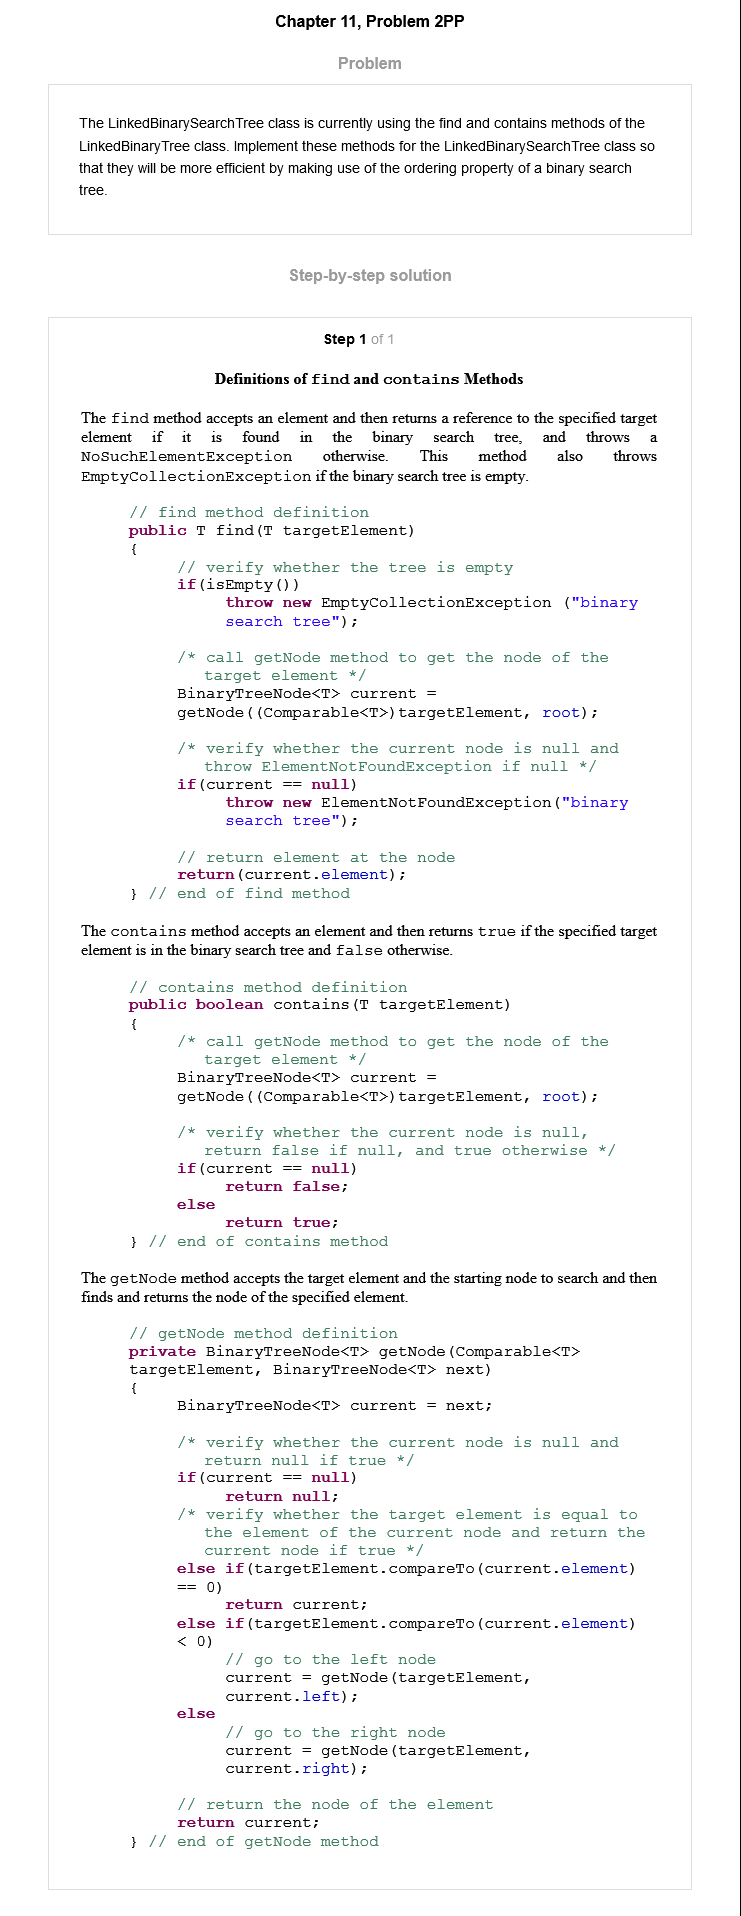 Chapter 11, Problem 2PP
Problem
The LinkedBinarySearchTree class is currently using the find and contains methods of the
LinkedBinaryTree class. Implement these methods for the LinkedBinarySearchTree class so
that they will be more efficient by making use of the ordering property of a binary search
tree.
Step-by-step solution
Step 1 of 1
Definitions of find and contains Methods
The find method accepts an element and then returns a reference to the specified target
element if it is found in the binary search tree, and throws a
NoSuchElementException otherwise. This method also throws
EmptyCollectionException if the binary search tree is empty.
// find method definition
public T find(T targetElement)
{
// verify whether the tree is empty
if(isEmpty())
throw new EmptyCollectionException ("binary
search tree");
/* call getNode method to get the node of the
target element */
BinaryTreeNode<T> current =
getNode((Comparable<T>)targetElement, root);
/* verify whether the current node is null and
throw ElementNotFoundException if null */
if(current == null)
throw new ElementNotFoundException("binary
search tree");
// return element at the node
return(current.element);
} // end of find method
The contains method accepts an element and then returns true if the specified target
element is in the binary search tree and false otherwise.
// contains method definition
public boolean contains(T targetElement)
{
/* call getNode method to get the node of the
target element */
BinaryTreeNode<T> current =
getNode((Comparable<T>)targetElement, root);
/* verify whether the current node is null,
return false if null, and true otherwise */
if(current == null)
return false;
else
return true;
} // end of contains method
The getNode method accepts the target element and the starting node to search and then
finds and returns the node of the specified element.
// getNode method definition
private BinaryTreeNode<T> getNode(Comparable<T>
targetElement, BinaryTreeNode<T> next)
{
BinaryTreeNode<T> current = next;
/* verify whether the current node is null and
return null if true */
if(current == null)
return null;
/* verify whether the target element is equal to
the element of the current node and return the
current node if true */
else if(targetElement.compareTo(current.element)
== 0)
return current;
else if(targetElement.compareTo(current.element)
< 0)
// go to the left node
current = getNode(targetElement,
current.left);
else
// go to the right node
current = getNode(targetElement,
current.right);
// return the node of the element
return current;
} // end of getNode method